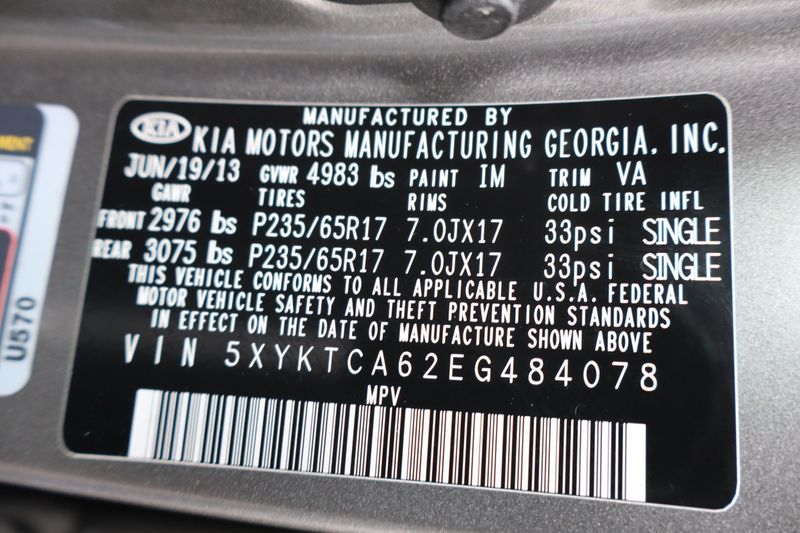 MANUFACTURED BY
KIA KIA MOTORS MANUFACTURING GEORGIA, INC.
JUN/19/13 GVWR 4983 lbs PAINT IM TRIM VA
GAWR TIRES RIMS COLD TIRE INFL
FRONT 2976 lbs P235/65R17 7.0JX17 33psi SINGLE
REAR 3075 lbs P235/65R17 7.0JX17 33psi SINGLE
THIS VEHICLE CONFORMS TO ALL APPLICABLE U.S.A. FEDERAL
MOTOR VEHICLE SAFETY AND THEFT PREVENTION STANDARDS
IN EFFECT ON THE DATE OF MANUFACTURE SHOWN ABOVE
VIN 5XYKTCA62EG484078
MPV
U570